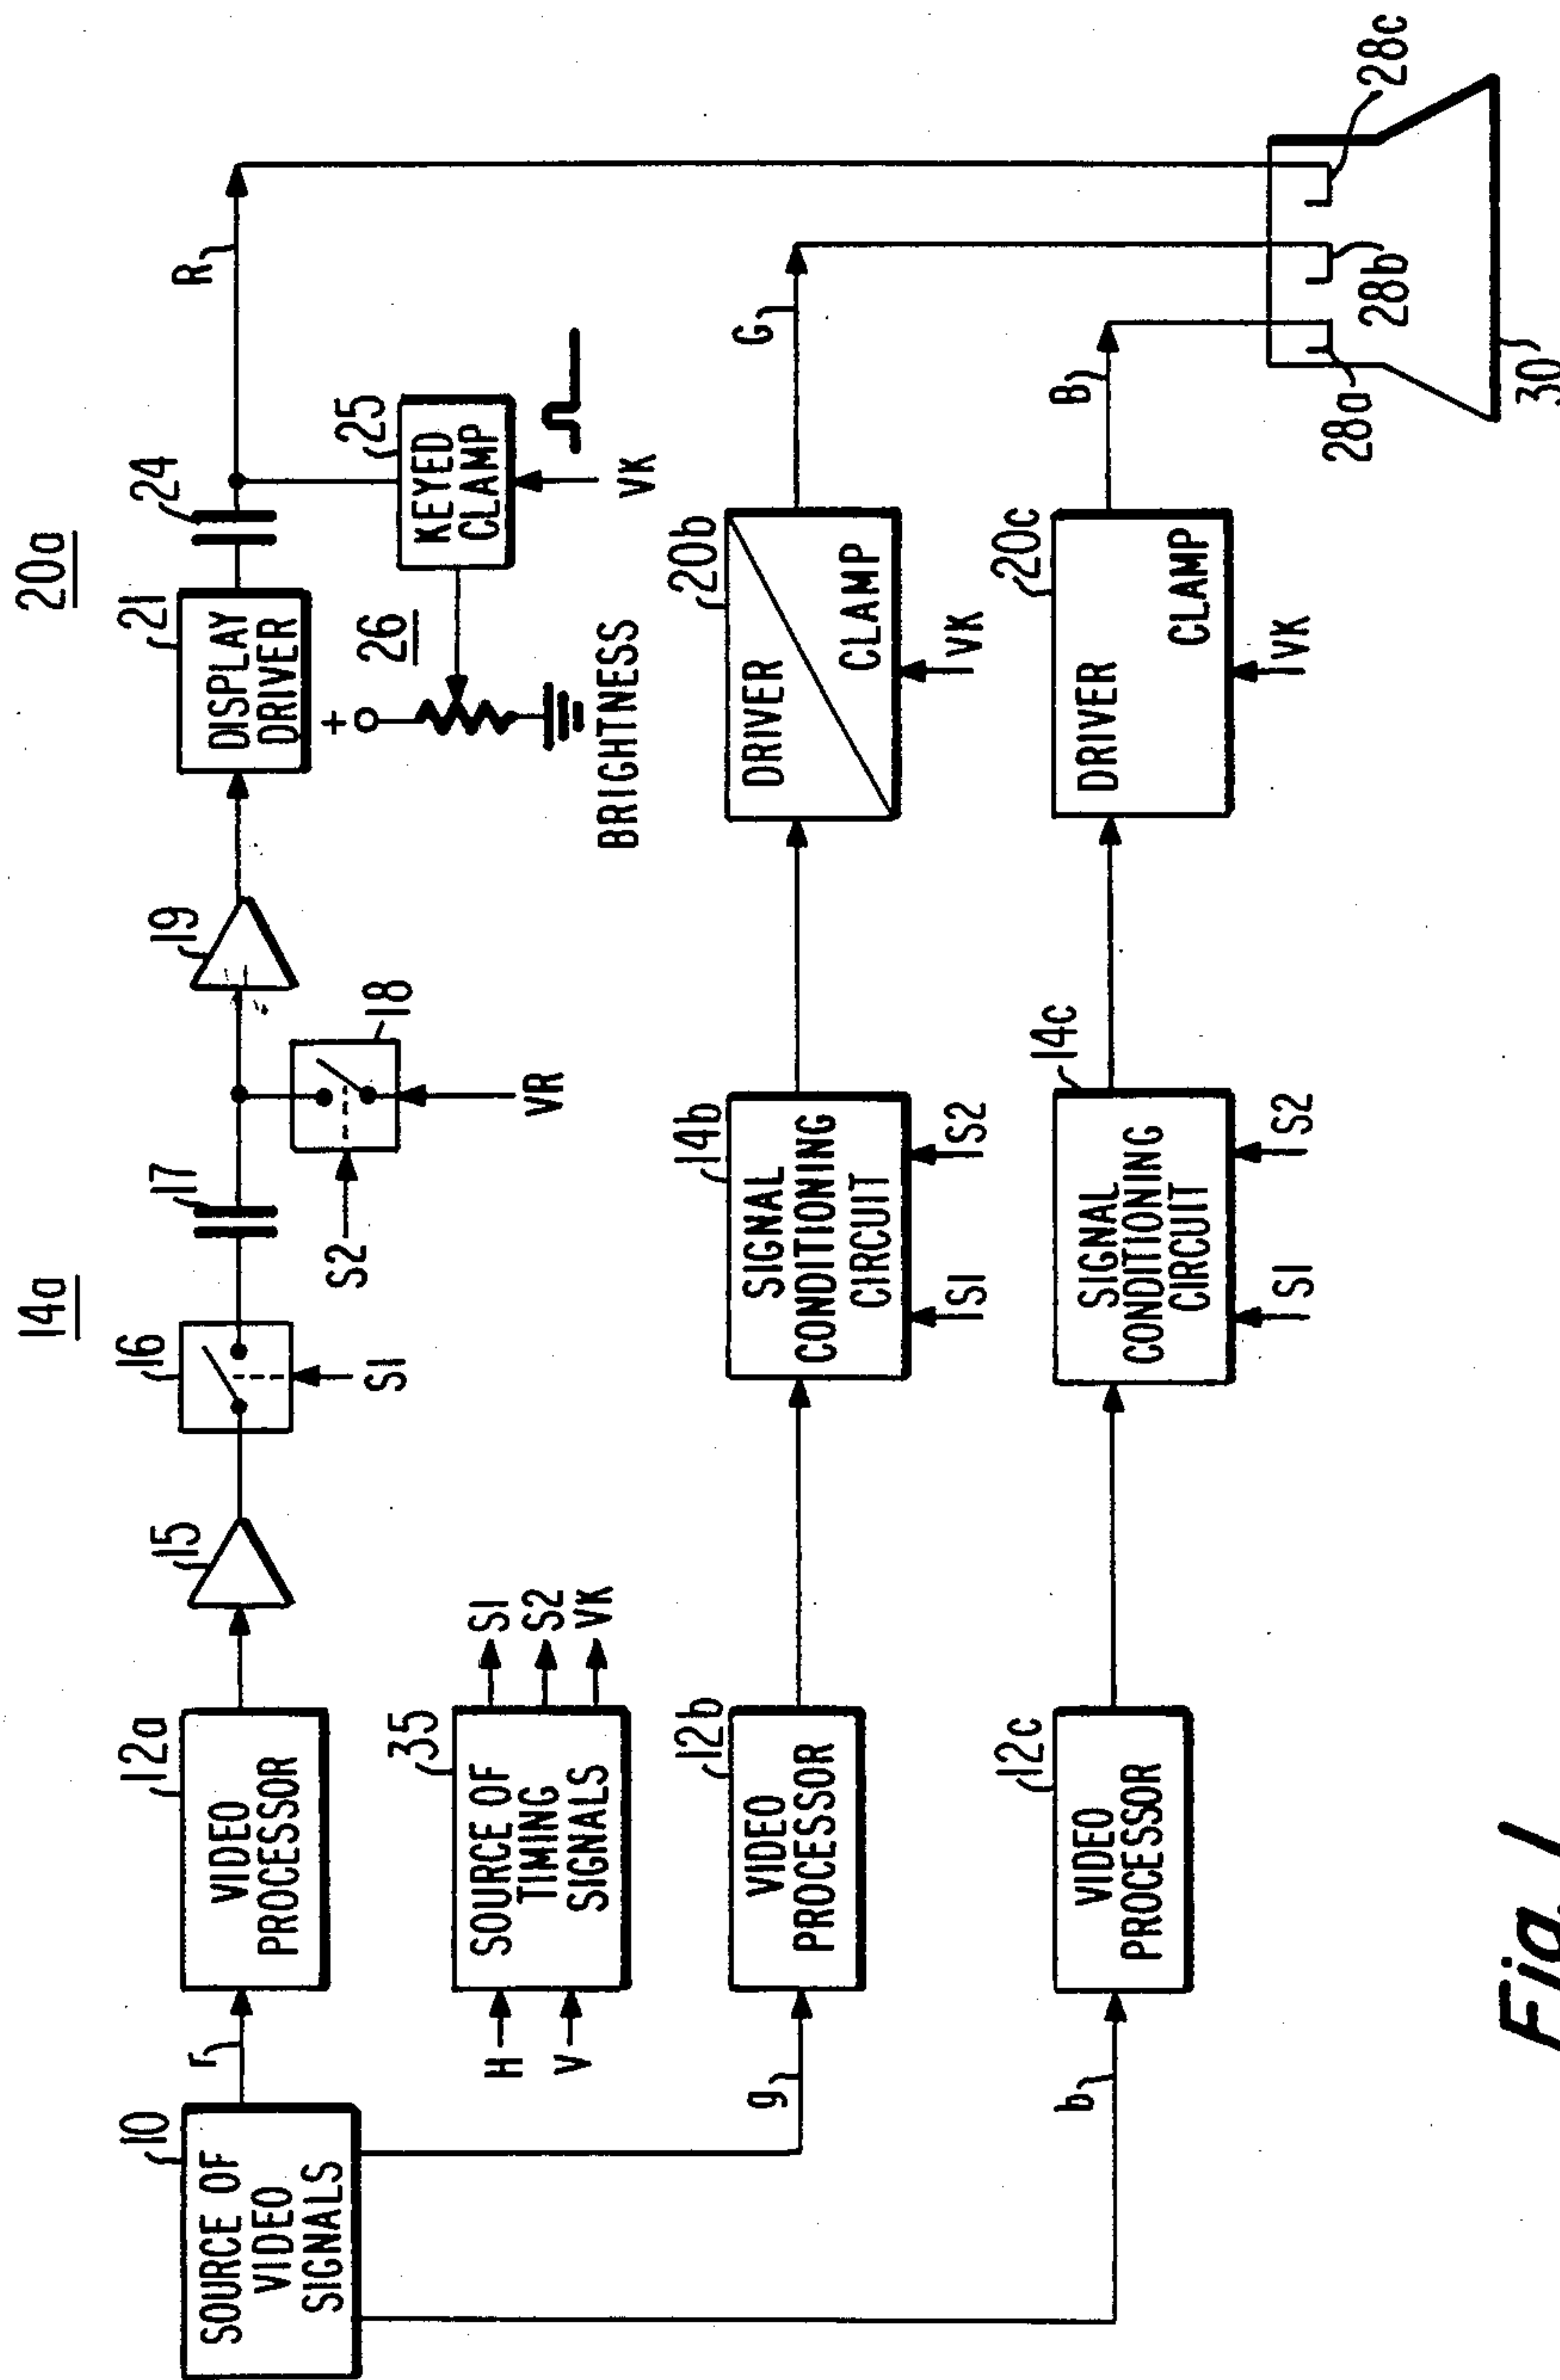 14a
20a
10
SOURCE OF
VIDEO
SIGNALS
r
12a
VIDEO
PROCESSOR
15
16
S1
17
18
S2
VR
19
21
DISPLAY
DRIVER
24
R
25
KEYED
CLAMP
VK
26
+
BRIGHTNESS
35
SOURCE OF
TIMING
SIGNALS
H
V
S1
S2
VK
g
12b
VIDEO
PROCESSOR
14b
SIGNAL
CONDITIONING
CIRCUIT
S1
S2
20b
DRIVER
CLAMP
VK
G
b
12c
VIDEO
PROCESSOR
14c
SIGNAL
CONDITIONING
CIRCUIT
S1
S2
20c
DRIVER
CLAMP
VK
B
28a
28b
28c
30
Fig. 1